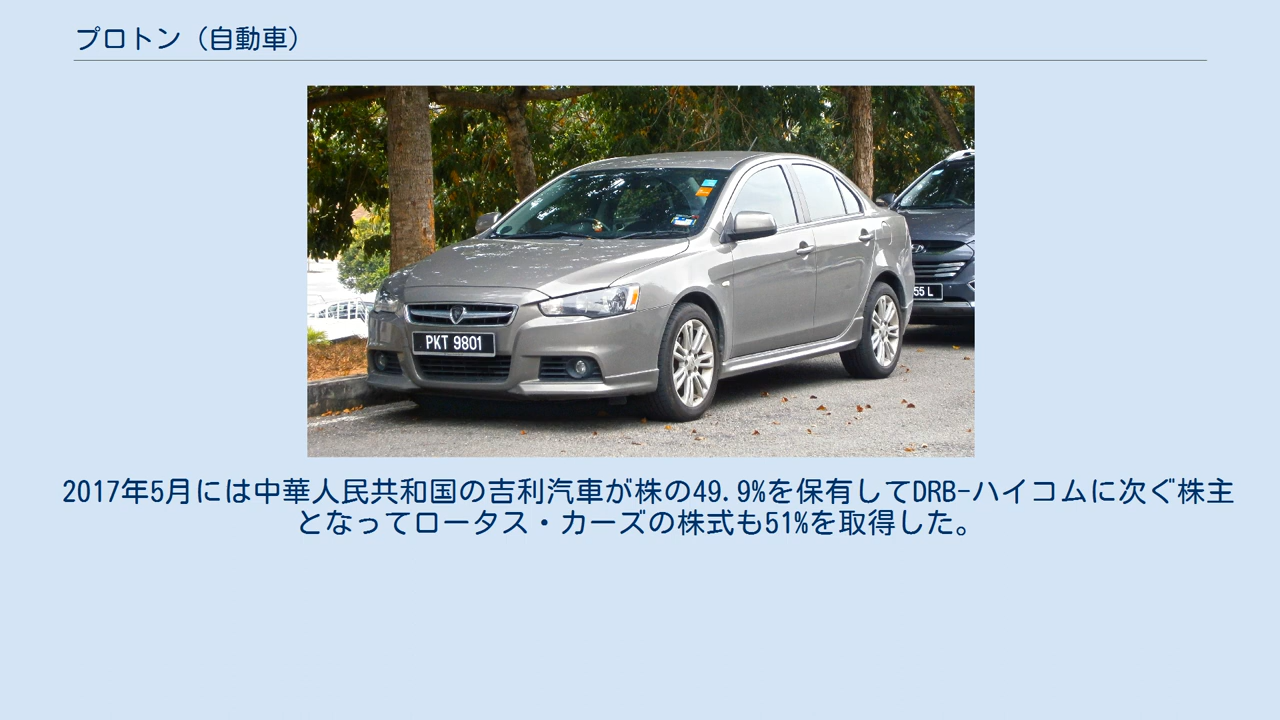 プロトン（自動車）
PKT 9801
55 L
2017年5月には中華人民共和国の吉利汽車が株の49.9%を保有してDRB-ハイコムに次ぐ株主
となってロータス・カーズの株式も51%を取得した。